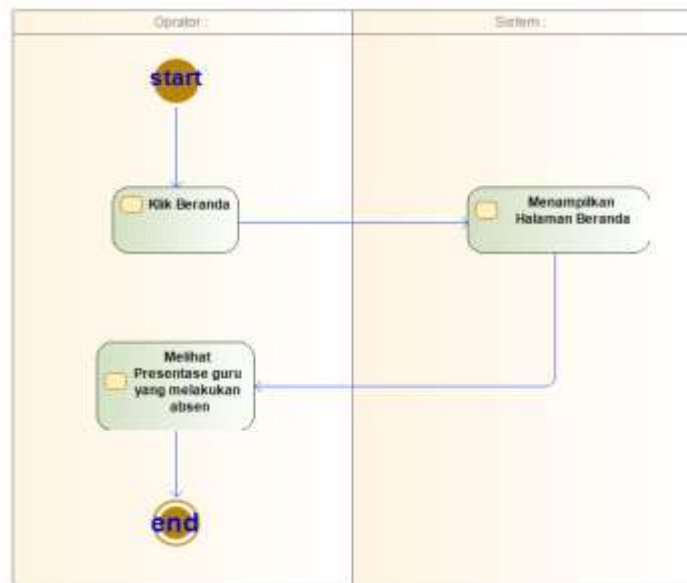 Oprator :
Sistem :
start
Klik Beranda
Menampilkan
Halaman Beranda
Melihat
Presentase guru
yang melakukan
absen
end